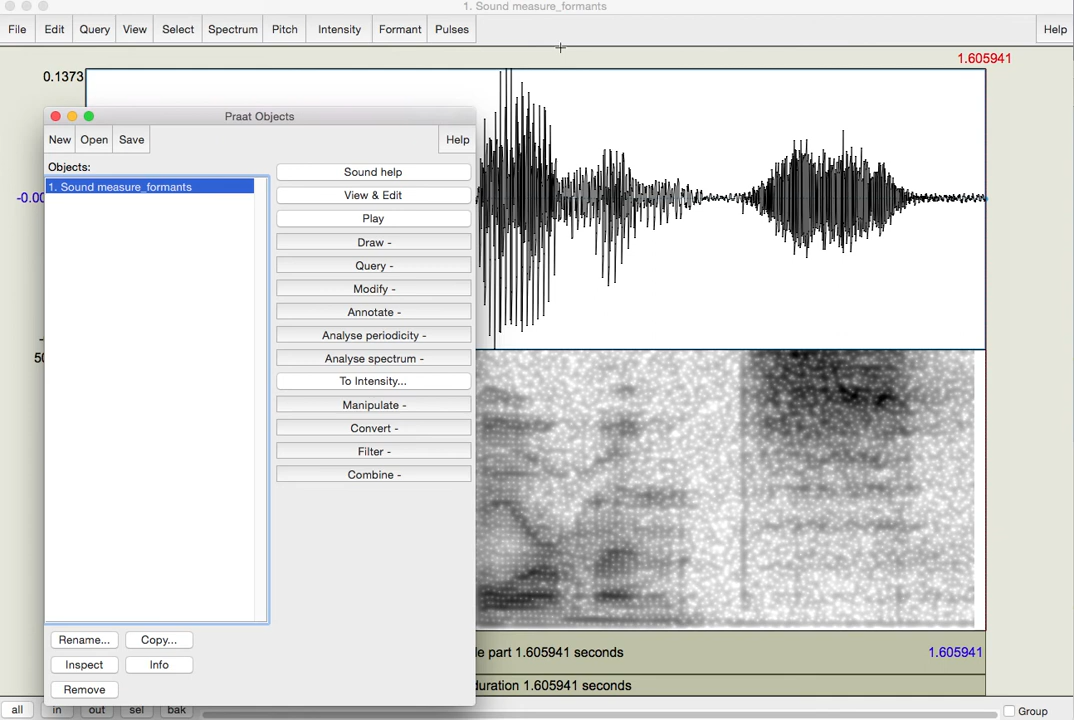 1. Sound measure_formants
File Edit Query View Select Spectrum Pitch Intensity Formant Pulses Help
1.605941
0.1373
Praat Objects
New Open Save Help
Objects:
1. Sound measure_formants
Sound help
View & Edit
Play
Draw -
Query -
Modify -
Annotate -
Analyse periodicity -
Analyse spectrum -
To Intensity...
Manipulate -
Convert -
Filter -
Combine -
Rename... Copy...
Inspect Info
Remove
-0.00
50
le part 1.605941 seconds 1.605941
duration 1.605941 seconds
all in out sel bak Group